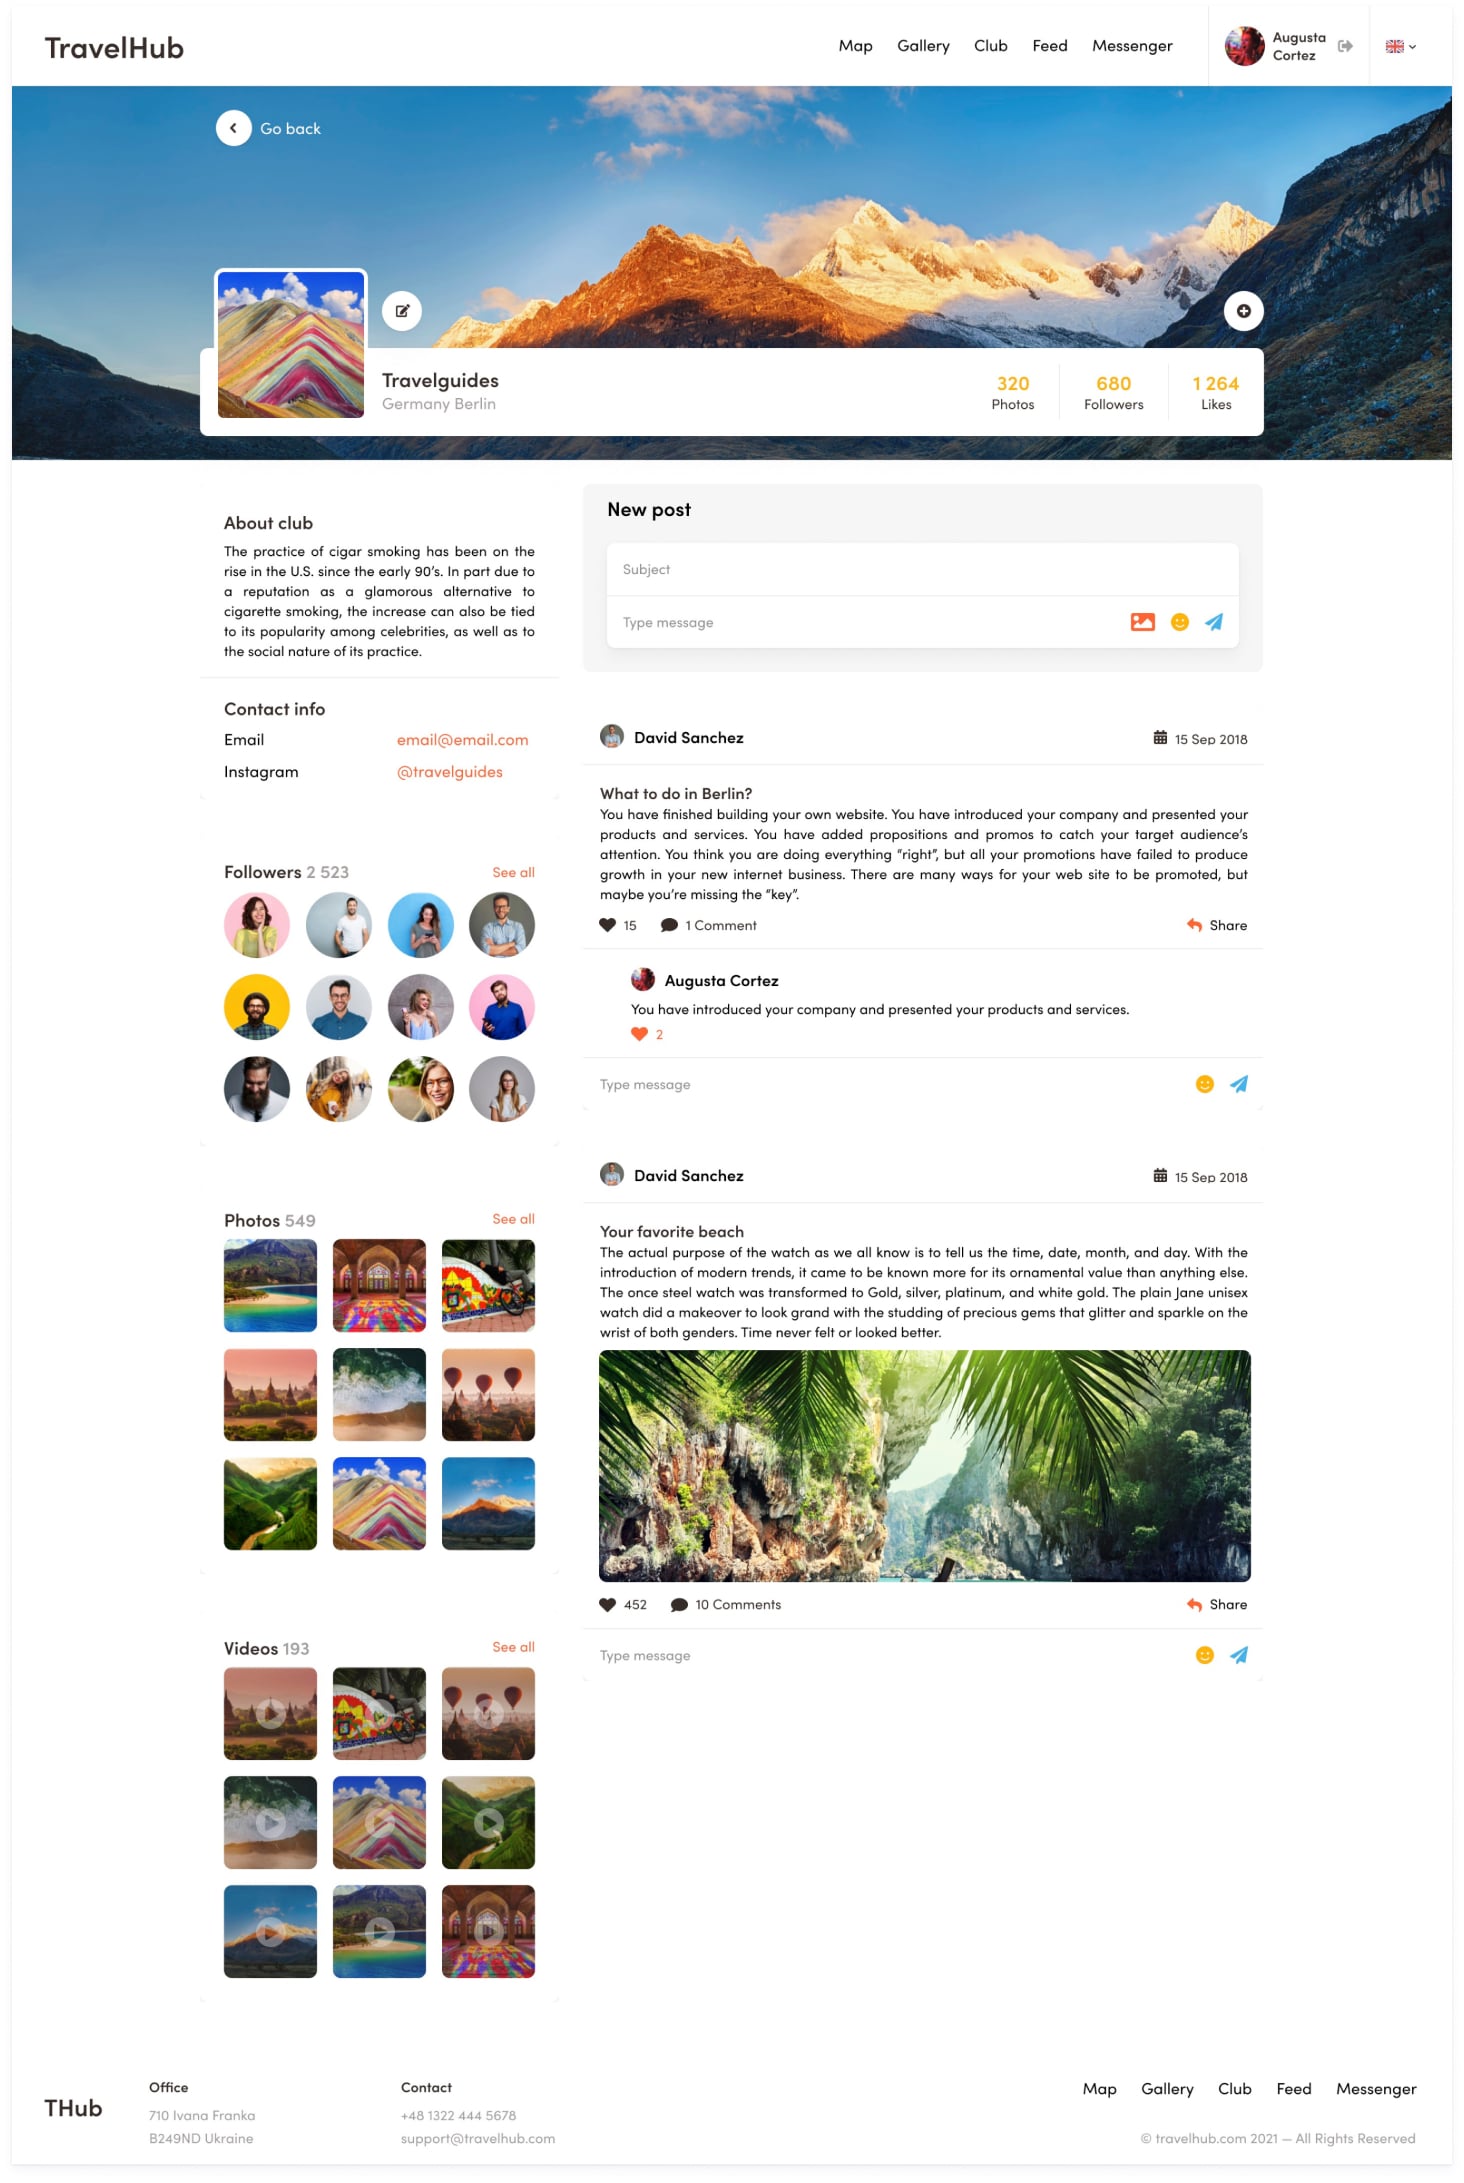 TravelHub
Map Gallery Club Feed Messenger
Augusta
Cortez
Go back
Travelguides
Germany Berlin
320
Photos
680
Followers
1 264
Likes
About club
The practice of cigar smoking has been on the
rise in the U.S. since the early 90's. In part due to
a reputation as a glamorous alternative to
cigarette smoking, the increase can also be tied
to its popularity among celebrities, as well as to
the social nature of its practice.
Contact info
Email email@email.com
Instagram @travelguides
Followers 2 523 See all
Photos 549 See all
Videos 193 See all
New post
Subject
Type message
David Sanchez 15 Sep 2018
What to do in Berlin?
You have finished building your own website. You have introduced your company and presented your
products and services. You have added propositions and promos to catch your target audience's
attention. You think you are doing everything “right”, but all your promotions have failed to produce
growth in your new internet business. There are many ways for your web site to be promoted, but
maybe you’re missing the “key”.
15 1 Comment Share
Augusta Cortez
You have introduced your company and presented your products and services.
2
Type message
David Sanchez 15 Sep 2018
Your favorite beach
The actual purpose of the watch as we all know is to tell us the time, date, month, and day. With the
introduction of modern trends, it came to be known more for its ornamental value than anything else.
The once steel watch was transformed to Gold, silver, platinum, and white gold. The plain Jane unisex
watch did a makeover to look grand with the studding of precious gems that glitter and sparkle on the
wrist of both genders. Time never felt or looked better.
452 10 Comments Share
Type message
THub
Office
710 Ivana Franka
B249ND Ukraine
Contact
+48 1322 444 5678
support@travelhub.com
Map Gallery Club Feed Messenger
© travelhub.com 2021 — All Rights Reserved